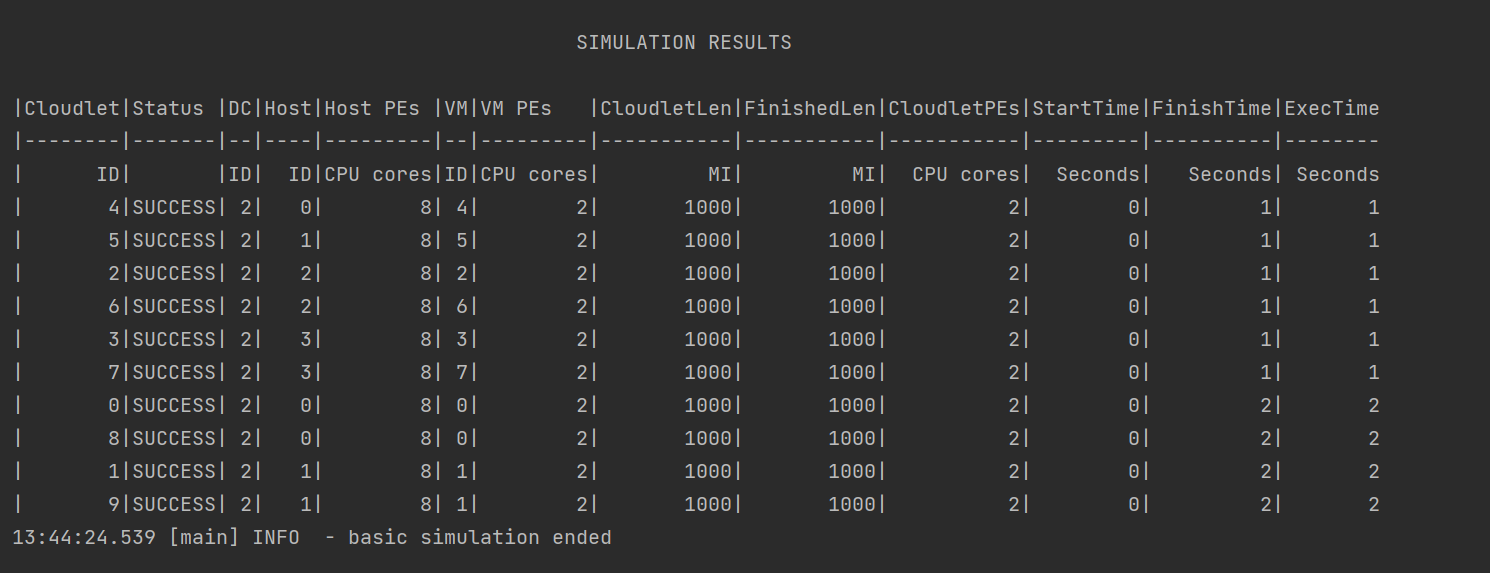 SIMULATION RESULTS
|Cloudlet|Status |DC|Host|Host PEs |VM|VM PEs   |CloudletLen|FinishedLen|CloudletPEs|StartTime|FinishTime|ExecTime
|--------|-------|--|----|---------|--|---------|-----------|-----------|-----------|---------|----------|--------
|      ID|       |ID|  ID|CPU cores|ID|CPU cores|         MI|         MI|  CPU cores|  Seconds|   Seconds| Seconds
|       4|SUCCESS| 2|   0|        8| 4|        2|       1000|       1000|          2|        0|         1|       1
|       5|SUCCESS| 2|   1|        8| 5|        2|       1000|       1000|          2|        0|         1|       1
|       2|SUCCESS| 2|   2|        8| 2|        2|       1000|       1000|          2|        0|         1|       1
|       6|SUCCESS| 2|   2|        8| 6|        2|       1000|       1000|          2|        0|         1|       1
|       3|SUCCESS| 2|   3|        8| 3|        2|       1000|       1000|          2|        0|         1|       1
|       7|SUCCESS| 2|   3|        8| 7|        2|       1000|       1000|          2|        0|         1|       1
|       0|SUCCESS| 2|   0|        8| 0|        2|       1000|       1000|          2|        0|         2|       2
|       8|SUCCESS| 2|   0|        8| 0|        2|       1000|       1000|          2|        0|         2|       2
|       1|SUCCESS| 2|   1|        8| 1|        2|       1000|       1000|          2|        0|         2|       2
|       9|SUCCESS| 2|   1|        8| 1|        2|       1000|       1000|          2|        0|         2|       2
13:44:24.539 [main] INFO  - basic simulation ended